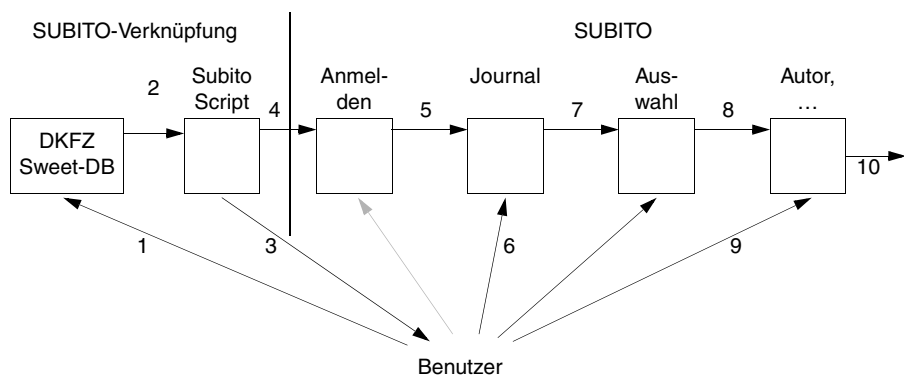 SUBITO-Verknüpfung
SUBITO
Subito
Script
Anmel-
den
Journal
Aus-
wahl
Autor,
...
2
4
5
7
8
DKFZ
Sweet-DB
10
1
3
6
9
Benutzer